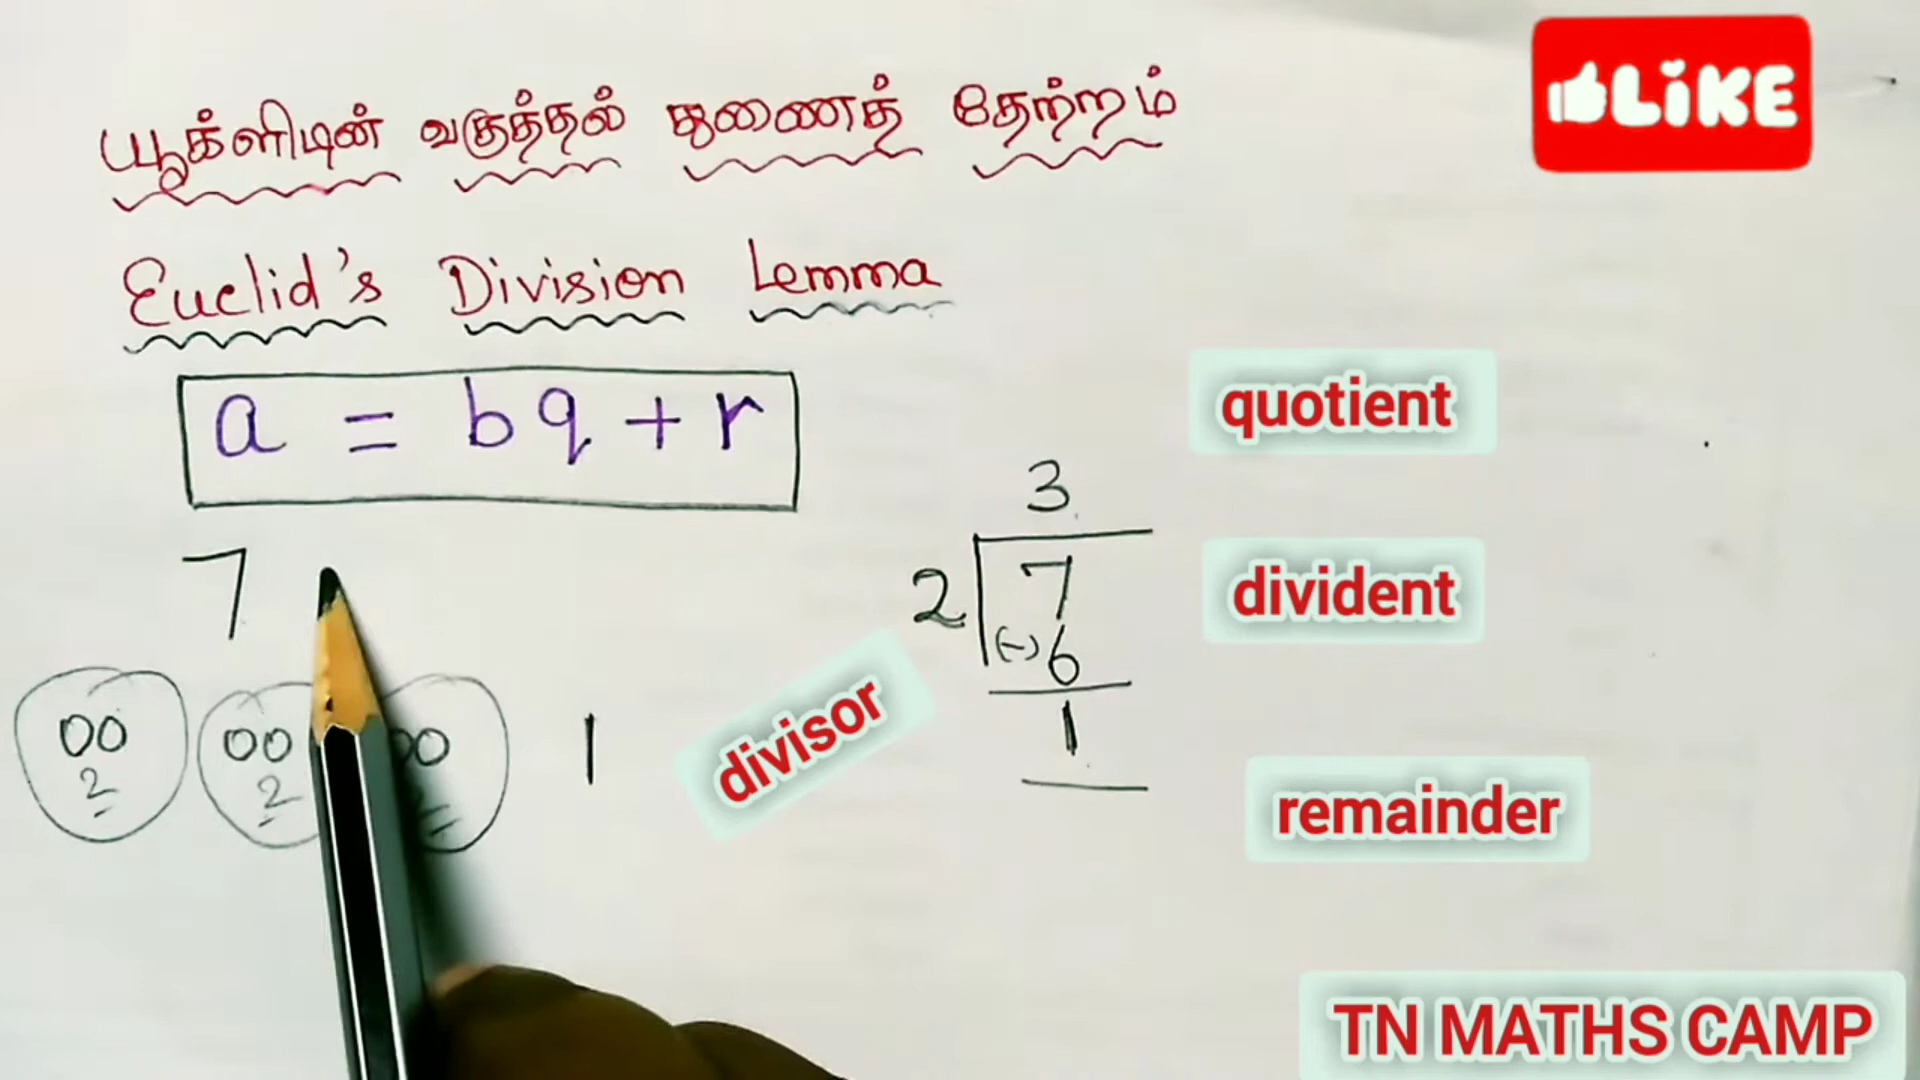 யூக்ளிடின் வகுத்தல் துணைத் தேற்றம்
LiKE
Euclid's Division Lemma
a = bq + r
quotient
3
7
2 7
divident
(-) 6
00 00 00 1
2 2 2
divisor
1
remainder
TN MATHS CAMP